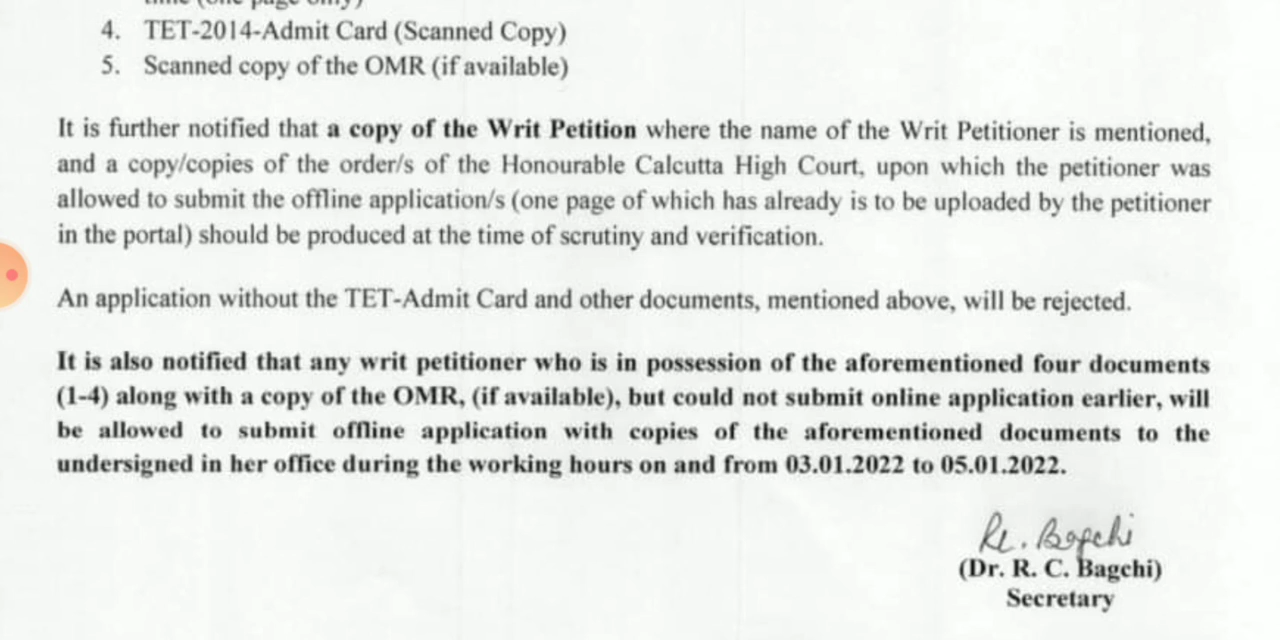 time (one page only)
4. TET-2014-Admit Card (Scanned Copy)
5. Scanned copy of the OMR (if available)
It is further notified that a copy of the Writ Petition where the name of the Writ Petitioner is mentioned,
and a copy/copies of the order/s of the Honourable Calcutta High Court, upon which the petitioner was
allowed to submit the offline application/s (one page of which has already is to be uploaded by the petitioner
in the portal) should be produced at the time of scrutiny and verification.
An application without the TET-Admit Card and other documents, mentioned above, will be rejected.
It is also notified that any writ petitioner who is in possession of the aforementioned four documents
(1-4) along with a copy of the OMR, (if available), but could not submit online application earlier, will
be allowed to submit offline application with copies of the aforementioned documents to the
undersigned in her office during the working hours on and from 03.01.2022 to 05.01.2022.
Rc. Bagchi
(Dr. R. C. Bagchi)
Secretary